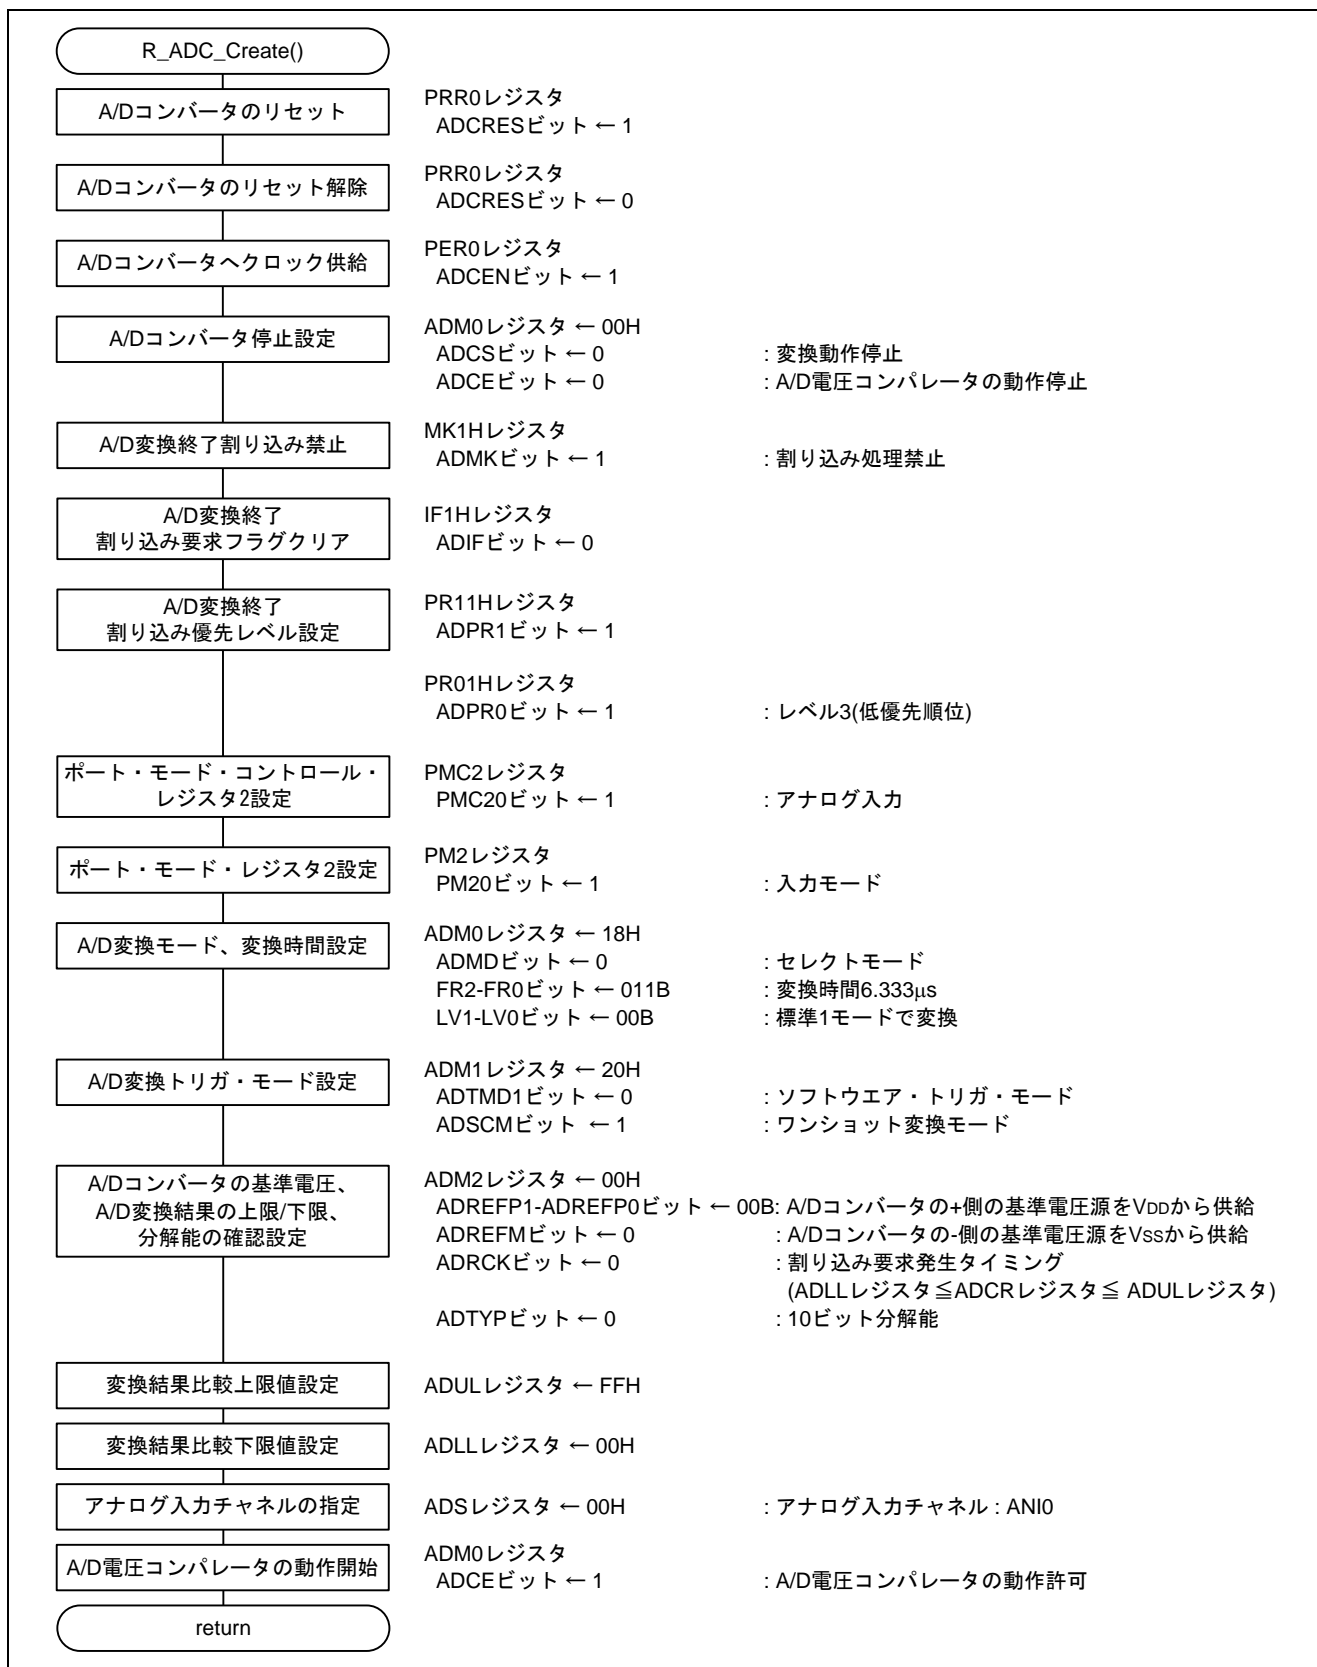 R_ADC_Create()
A/Dコンバータのリセット
PRR0レジスタ
ADCRESビット ← 1
A/Dコンバータのリセット解除
PRR0レジスタ
ADCRESビット ← 0
A/Dコンバータへクロック供給
PER0レジスタ
ADCENビット ← 1
A/Dコンバータ停止設定
ADM0レジスタ ← 00H
ADCSビット ← 0 : 変換動作停止
ADCEビット ← 0 : A/D電圧コンパレータの動作停止
A/D変換終了割り込み禁止
MK1Hレジスタ
ADMKビット ← 1 : 割り込み処理禁止
A/D変換終了
割り込み要求フラグクリア
IF1Hレジスタ
ADIFビット ← 0
A/D変換終了
割り込み優先レベル設定
PR11Hレジスタ
ADPR1ビット ← 1
PR01Hレジスタ
ADPR0ビット ← 1 : レベル3(低優先順位)
ポート・モード・コントロール・
レジスタ2設定
PMC2レジスタ
PMC20ビット ← 1 : アナログ入力
ポート・モード・レジスタ2設定
PM2レジスタ
PM20ビット ← 1 : 入力モード
A/D変換モード、変換時間設定
ADM0レジスタ ← 18H
ADMDビット ← 0 : セレクトモード
FR2-FR0ビット ← 011B : 変換時間6.333μs
LV1-LV0ビット ← 00B : 標準1モードで変換
A/D変換トリガ・モード設定
ADM1レジスタ ← 20H
ADTMD1ビット ← 0 : ソフトウエア・トリガ・モード
ADSCMビット ← 1 : ワンショット変換モード
A/Dコンバータの基準電圧、
A/D変換結果の上限/下限、
分解能の確認設定
ADM2レジスタ ← 00H
ADREFP1-ADREFP0ビット ← 00B: A/Dコンバータの+側の基準電圧源をVDDから供給
ADREFMビット ← 0 : A/Dコンバータの-側の基準電圧源をVssから供給
ADRCKビット ← 0 : 割り込み要求発生タイミング
(ADLLレジスタ≦ADCRレジスタ≦ ADULレジスタ)
ADTYPビット ← 0 : 10ビット分解能
変換結果比較上限値設定
ADULレジスタ ← FFH
変換結果比較下限値設定
ADLLレジスタ ← 00H
アナログ入力チャネルの指定
ADSレジスタ ← 00H : アナログ入力チャネル : ANI0
A/D電圧コンパレータの動作開始
ADM0レジスタ
ADCEビット ← 1 : A/D電圧コンパレータの動作許可
return